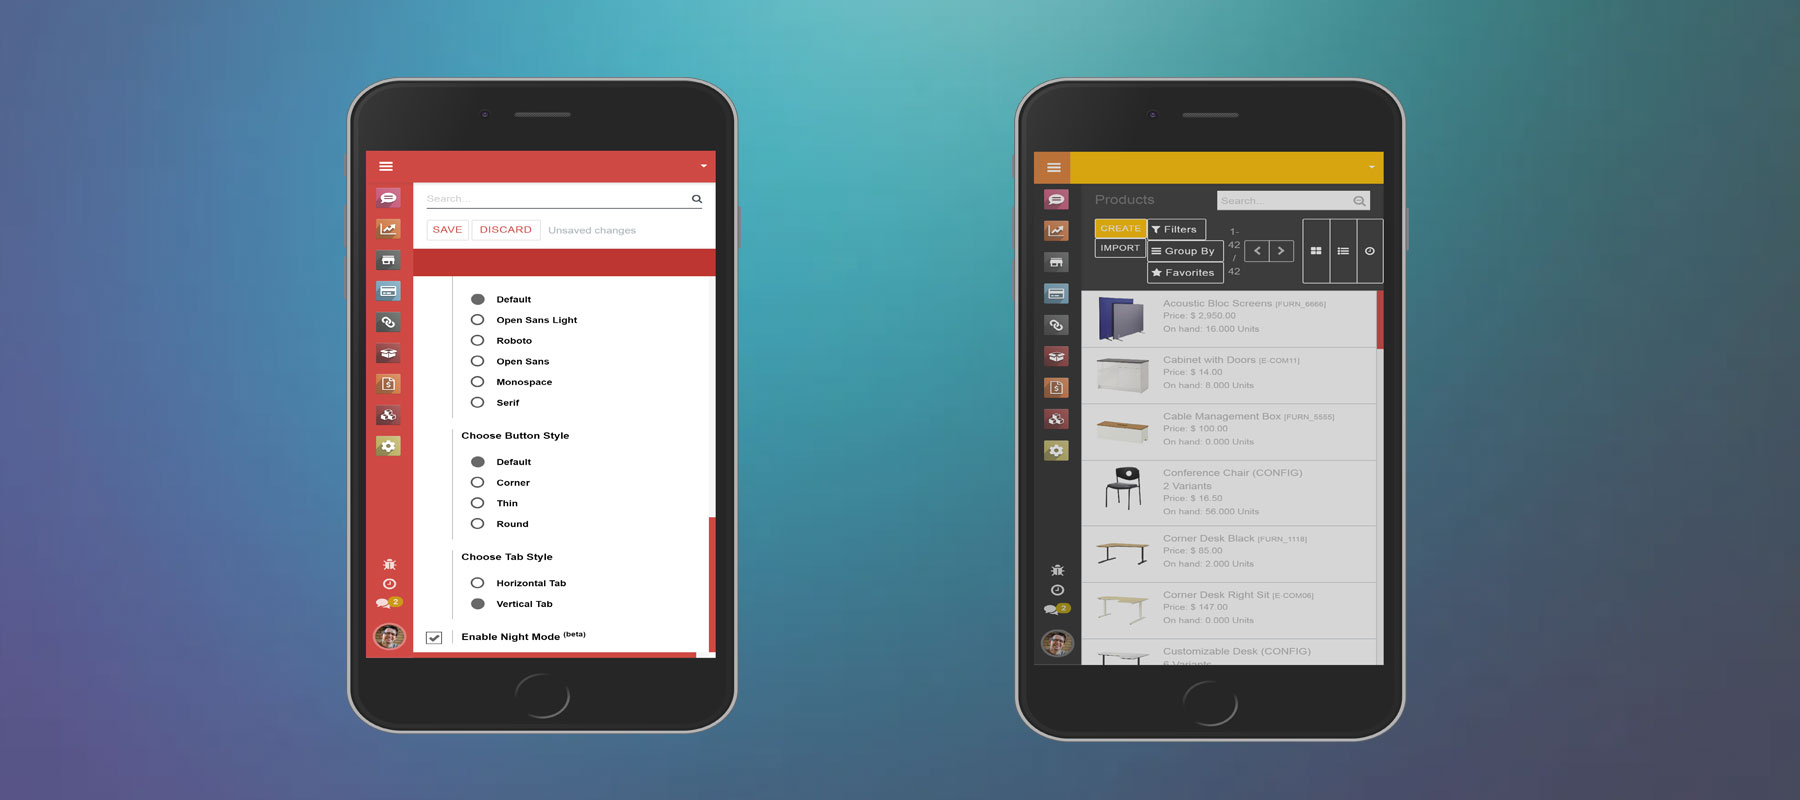 Search...
SAVE DISCARD Unsaved changes
Default
Open Sans Light
Roboto
Open Sans
Monospace
Serif
Choose Button Style
Default
Corner
Thin
Round
Choose Tab Style
Horizontal Tab
Vertical Tab
2
Enable Night Mode (beta)
Products Search...
CREATE Filters
IMPORT Group By
Favorites
1-
42
/
42
Acoustic Bloc Screens [FURN_6666]
Price: $ 2,950.00
On hand: 16.000 Units
Cabinet with Doors [E-COM11]
Price: $ 14.00
On hand: 8.000 Units
Cable Management Box [FURN_5555]
Price: $ 100.00
On hand: 0.000 Units
Conference Chair (CONFIG)
2 Variants
Price: $ 16.50
On hand: 56.000 Units
Corner Desk Black [FURN_1118]
Price: $ 85.00
On hand: 2.000 Units
Corner Desk Right Sit [E-COM06]
Price: $ 147.00
On hand: 0.000 Units
2
Customizable Desk (CONFIG)
6 Variants